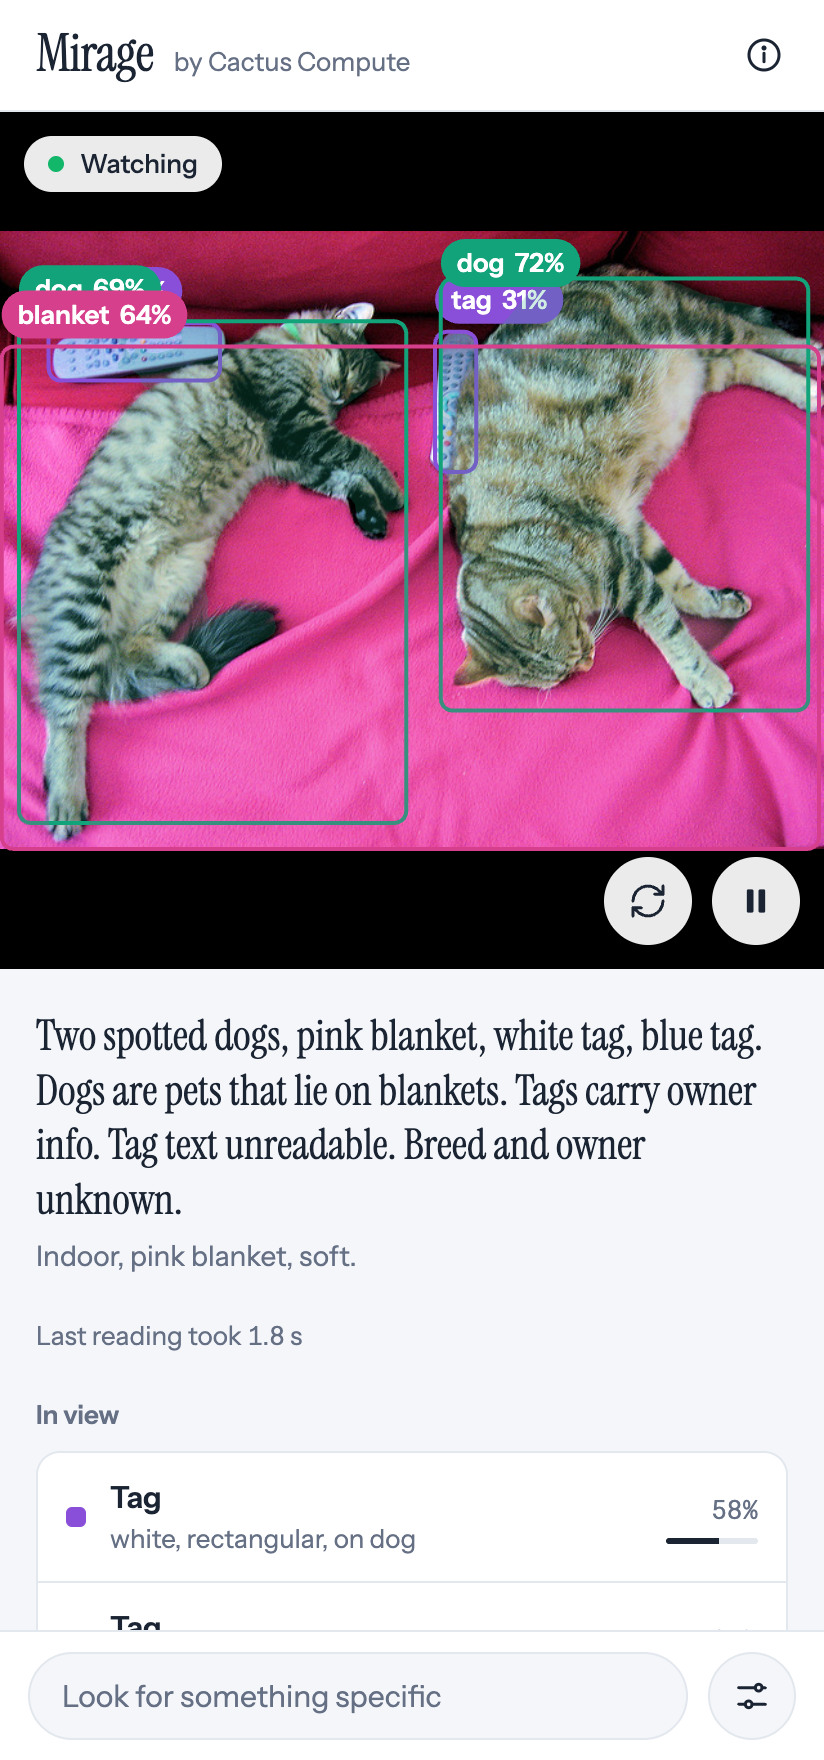 Mirage by Cactus Compute
Watching
dog 72%
dog 69%
tag 31%
blanket 64%
Two spotted dogs, pink blanket, white tag, blue tag.
Dogs are pets that lie on blankets. Tags carry owner
info. Tag text unreadable. Breed and owner
unknown.
Indoor, pink blanket, soft.
Last reading took 1.8 s
In view
Tag
58%
white, rectangular, on dog
Tag
Look for something specific